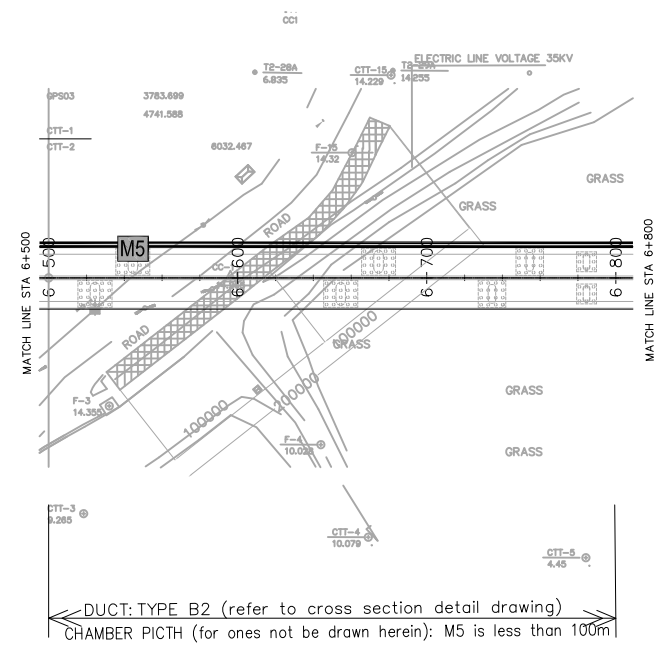 CC1
ELECTRIC LINE VOLTAGE 35KV
T2-28A
6.835
CTT-15
14.229
14.255
GPS03
3783.699
4741.588
CTT-1
CTT-2
6032.467
F-15
14.32
GRASS
GRASS
ROAD
MATCH LINE STA 6+500
MATCH LINE STA 6+800
M5
6 500
6 600
6 700
6 800
CC-
ROAD
100000
GRASS
200000
100000
GRASS
F-3
14.355
F-4
10.028
GRASS
CTT-3
9.265
CTT-4
10.079
CTT-5
4.45
DUCT: TYPE B2 (refer to cross section detail drawing)
CHAMBER PICTH (for ones not be drawn herein): M5 is less than 100m